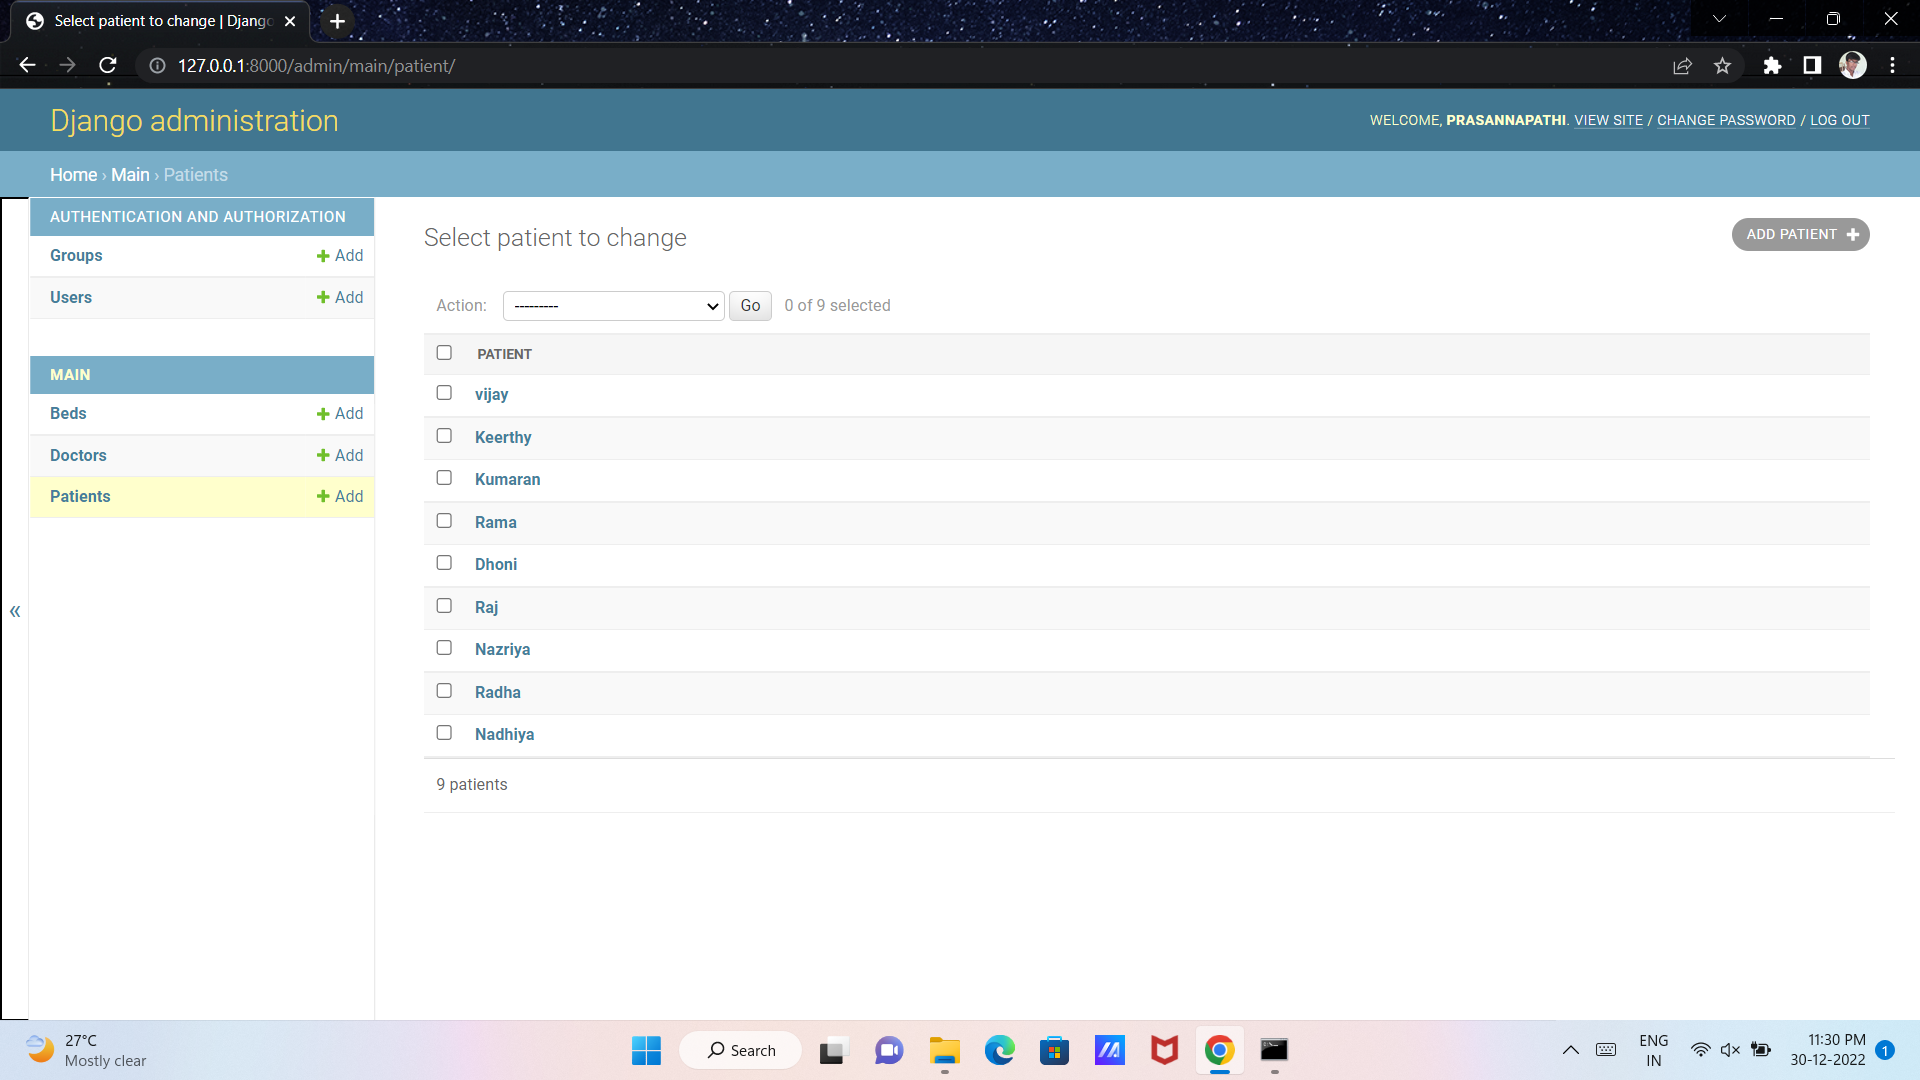 Select patient to change | Django
127.0.0.1:8000/admin/main/patient/
Django administration
WELCOME, PRASANNAPATHI. VIEW SITE / CHANGE PASSWORD / LOG OUT
Home › Main › Patients
AUTHENTICATION AND AUTHORIZATION
Groups + Add
Users + Add
MAIN
Beds + Add
Doctors + Add
Patients + Add
«
Select patient to change
ADD PATIENT +
Action: --------- Go 0 of 9 selected
PATIENT
vijay
Keerthy
Kumaran
Rama
Dhoni
Raj
Nazriya
Radha
Nadhiya
9 patients
27°C
Mostly clear
Search
ENG
IN
11:30 PM
30-12-2022
1